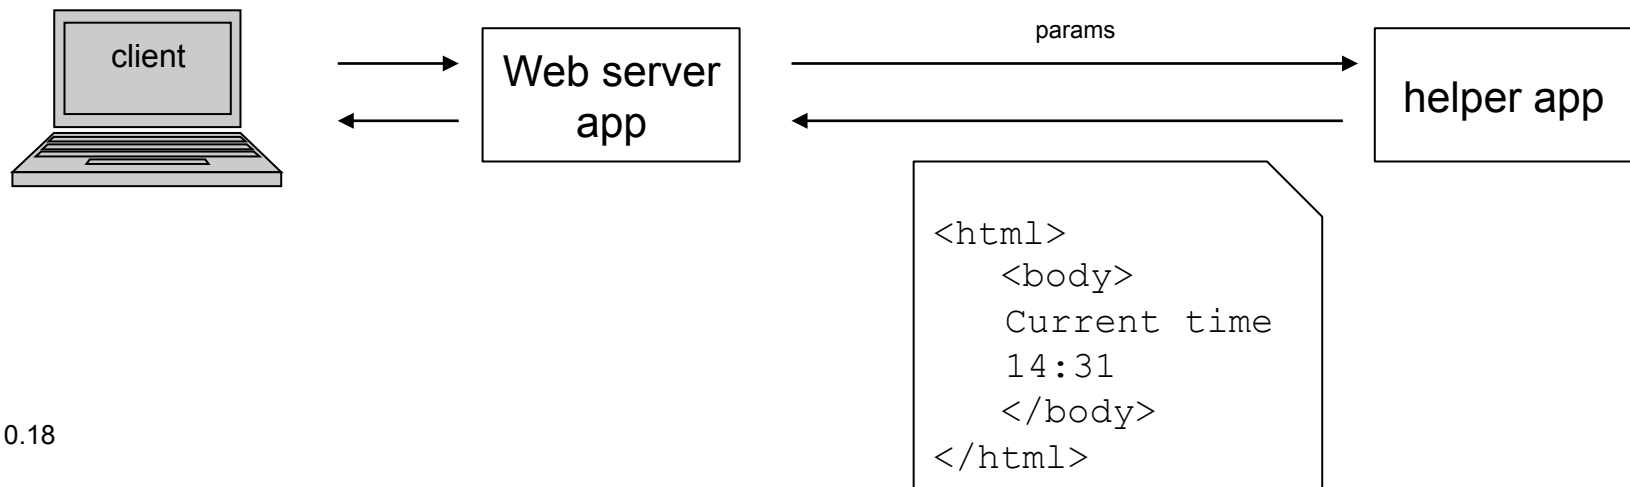 client
Web server
app
params
helper app
<html>
<body>
Current time
14:31
</body>
</html>
0.18